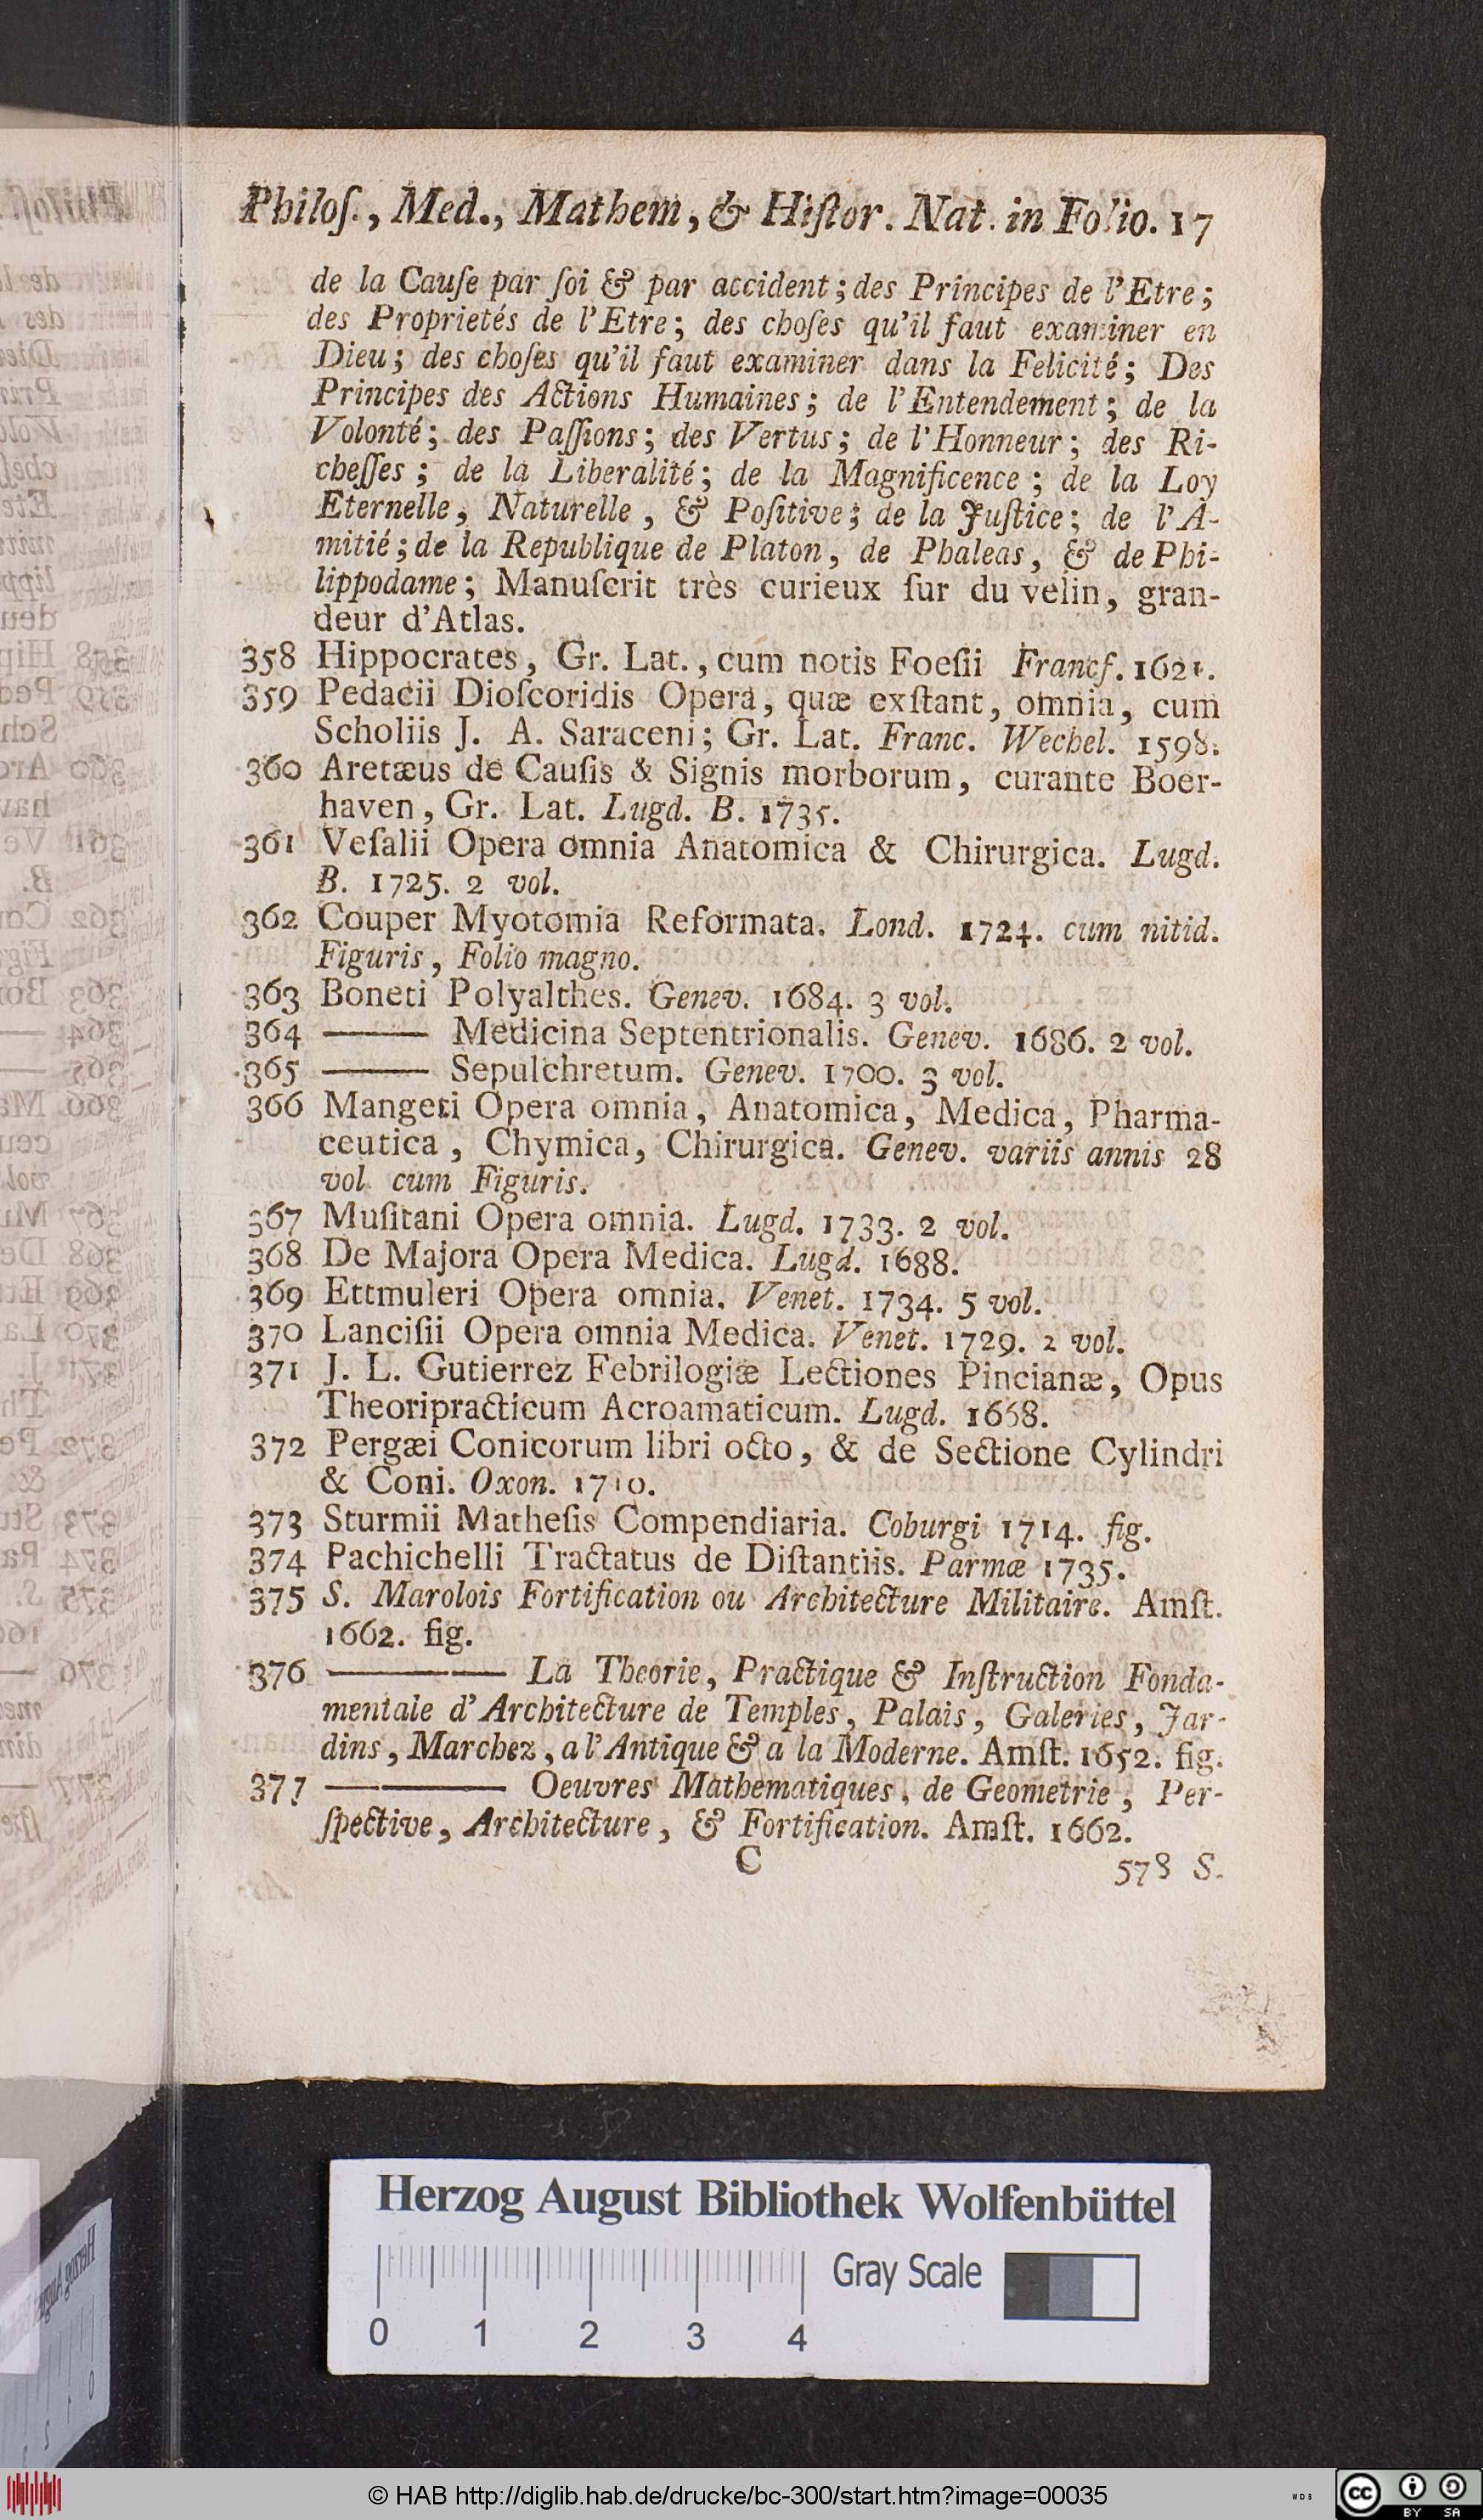 Philoſ., Med., Mathem, & Hiſtor. Nat. in Folio. 17
de la Cauſe par ſoi & par accident; des Principes de l'Etre;
des Proprietés de l'Etre; des choſes qu'il faut examiner en
Dieu; des choſes qu'il faut examiner dans la Felicité; Des
Principes des Actions Humaines; de l'Entendement; de la
Volonté; des Paſſions; des Vertus; de l'Honneur; des Ri-
cheſſes; de la Liberalité; de la Magnificence; de la Loy
Eternelle, Naturelle, & Poſitive; de la Juſtice; de l'A-
mitié; de la Republique de Platon, de Phaleas, & de Phi-
lippodame; Manuſcrit très curieux ſur du velin, gran-
deur d'Atlas.
358 Hippocrates, Gr. Lat., cum notis Foeſii Francf. 1621.
359 Pedacii Dioſcoridis Opera, quæ exſtant, omnia, cum
Scholiis J. A. Saraceni; Gr. Lat. Franc. Wechel. 1598.
360 Aretæus de Cauſis & Signis morborum, curante Boer-
haven, Gr. Lat. Lugd. B. 1735.
361 Veſalii Opera omnia Anatomica & Chirurgica. Lugd.
B. 1725. 2 vol.
362 Couper Myotomia Reformata. Lond. 1724. cum nitid.
Figuris, Folio magno.
363 Boneti Polyalthes. Genev. 1684. 3 vol.
364 ——— Medicina Septentrionalis. Genev. 1686. 2 vol.
365 ——— Sepulchretum. Genev. 1700. 3 vol.
366 Mangeti Opera omnia, Anatomica, Medica, Pharma-
ceutica, Chymica, Chirurgica. Genev. variis annis 28
vol cum Figuris.
367 Muſitani Opera omnia. Lugd. 1733. 2 vol.
368 De Majora Opera Medica. Lugd. 1688.
369 Ettmuleri Opera omnia. Venet. 1734. 5 vol.
370 Lanciſii Opera omnia Medica. Venet. 1729. 2 vol.
371 J. L. Gutierrez Febrilogiæ Lectiones Pincianæ, Opus
Theoripracticum Acroamaticum. Lugd. 1668.
372 Pergæi Conicorum libri octo, & de Sectione Cylindri
& Coni. Oxon. 1710.
373 Sturmii Matheſis Compendiaria. Coburgi 1714. fig.
374 Pachichelli Tractatus de Diſtantiis. Parmæ 1735.
375 S. Marolois Fortification ou Architecture Militaire. Amſt.
1662. fig.
376 ——— La Theorie, Practique & Inſtruction Fonda-
mentale d'Architecture de Temples, Palais, Galeries, Jar-
dins, Marchez, a l'Antique & a la Moderne. Amſt. 1652. fig.
377 ——— Oeuvres Mathematiques, de Geometrie, Per-
ſpective, Architecture, & Fortification. Amſt. 1662.
C
578 S.
Herzog August Bibliothek Wolfenbüttel
Gray Scale
0 1 2 3 4
© HAB http://diglib.hab.de/drucke/bc-300/start.htm?image=00035
WDB
cc BY SA